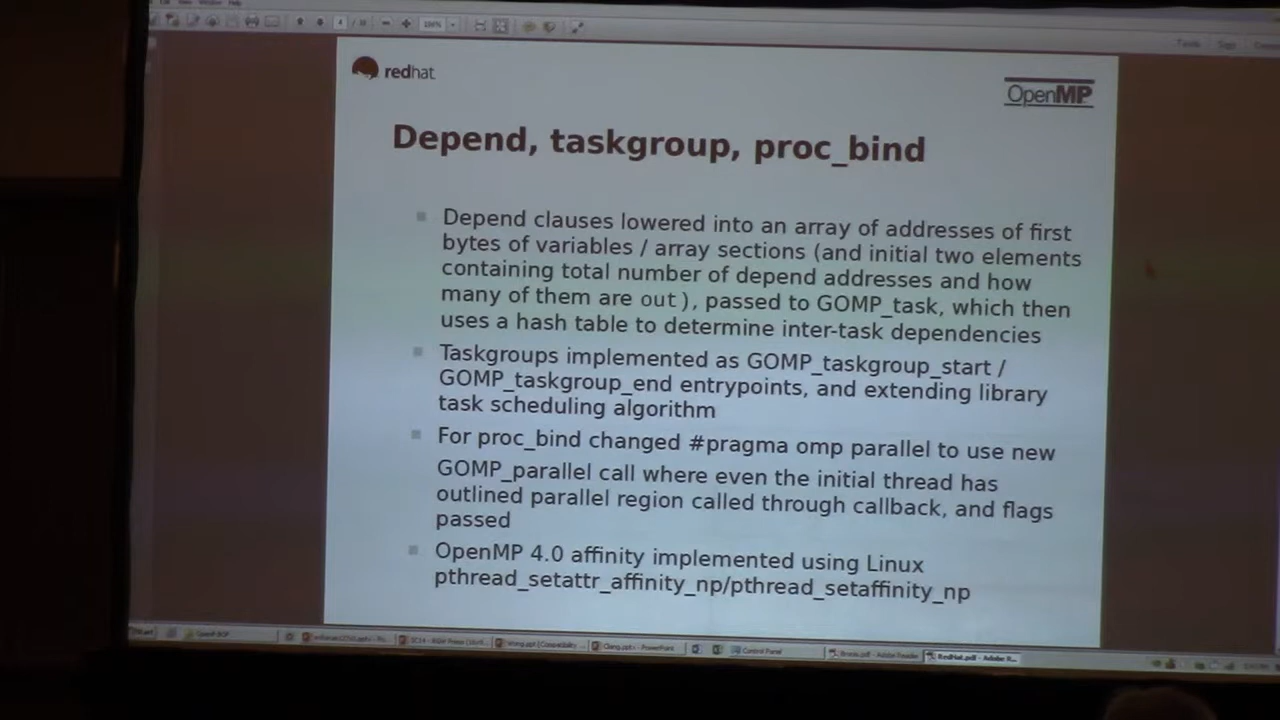 redhat
OpenMP
Depend, taskgroup, proc_bind
Depend clauses lowered into an array of addresses of first
bytes of variables / array sections (and initial two elements
containing total number of depend addresses and how
many of them are out), passed to GOMP_task, which then
uses a hash table to determine inter-task dependencies
Taskgroups implemented as GOMP_taskgroup_start /
GOMP_taskgroup_end entrypoints, and extending library
task scheduling algorithm
For proc_bind changed #pragma omp parallel to use new
GOMP_parallel call where even the initial thread has
outlined parallel region called through callback, and flags
passed
OpenMP 4.0 affinity implemented using Linux
pthread_setattr_affinity_np/pthread_setaffinity_np
Control Panel